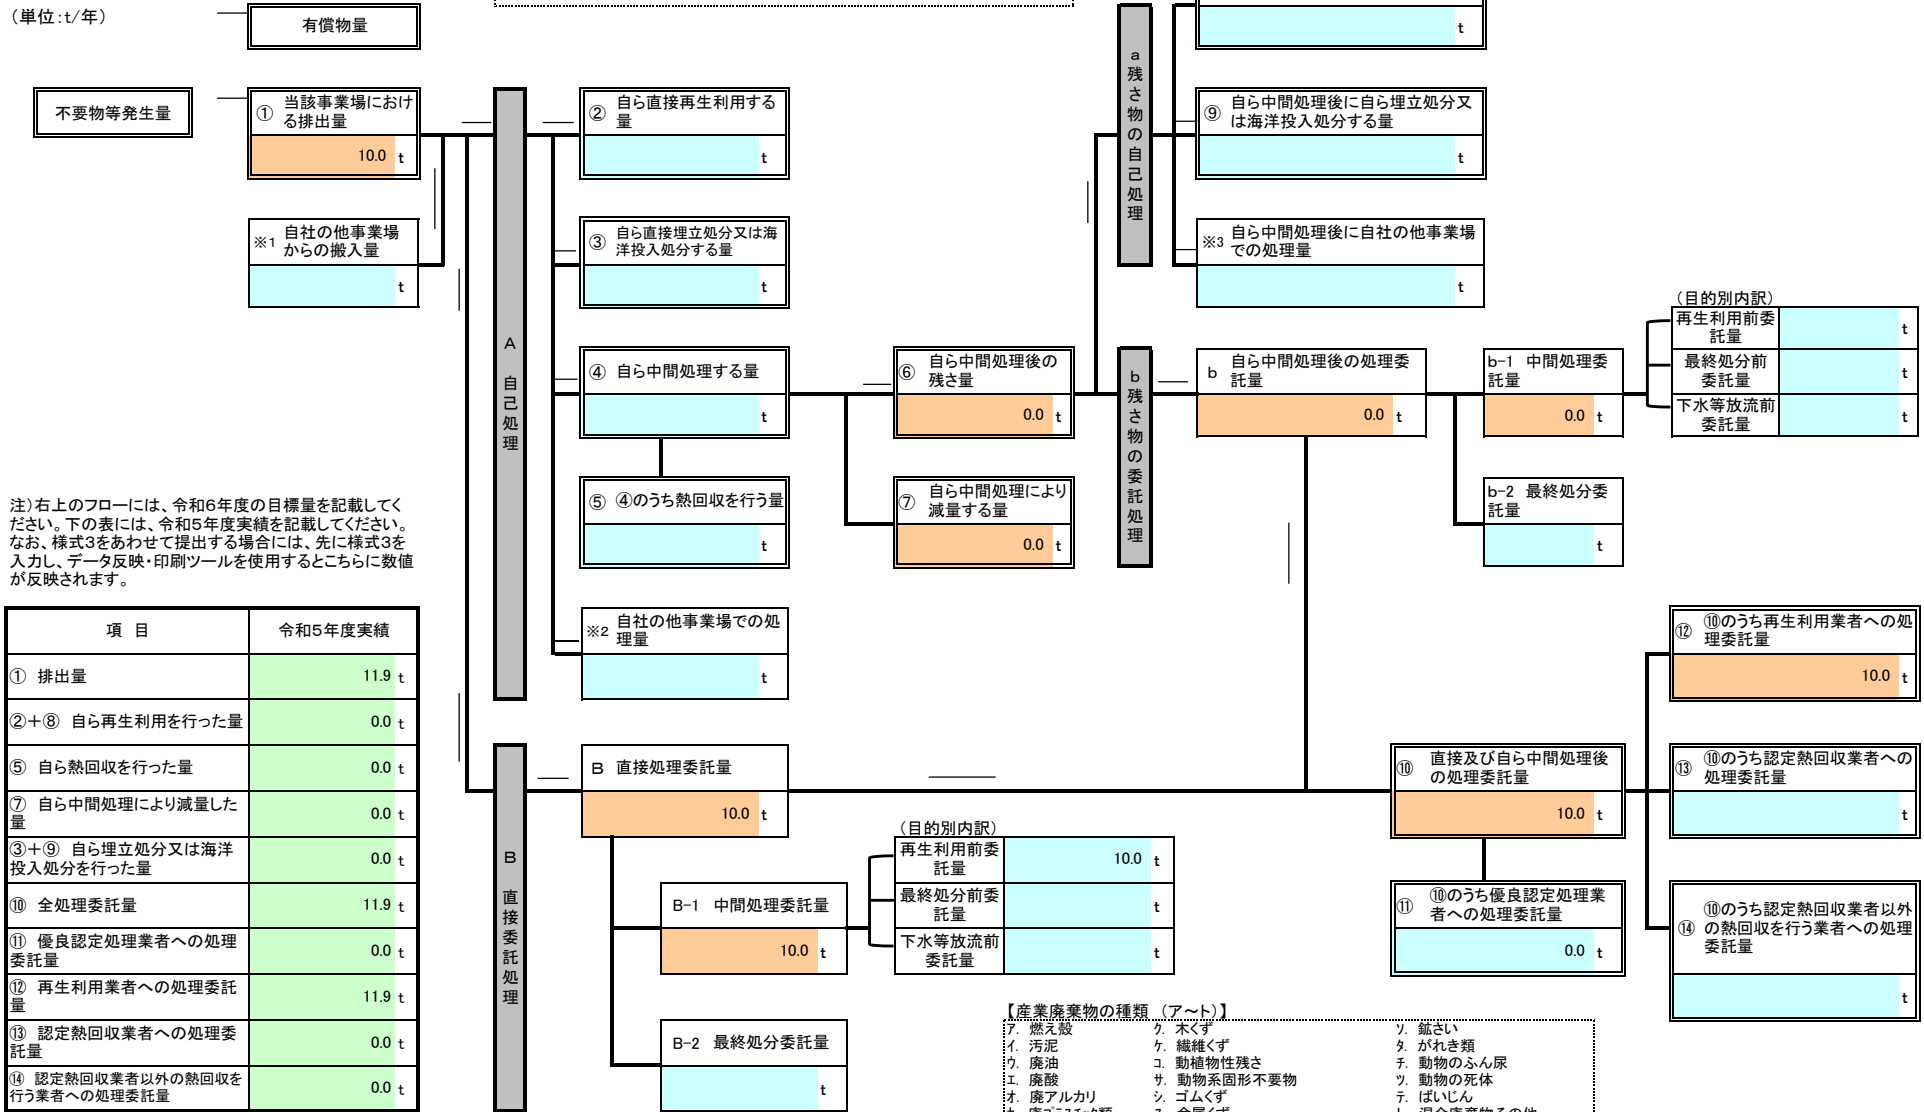 (単位:t/年)
有償物量
t
不要物等発生量
① 当該事業場におけ
る排出量
10.0 t
※1 自社の他事業場
からの搬入量
t
A 自己処理
② 自ら直接再生利用する
量
t
③ 自ら直接埋立処分又は海
洋投入処分する量
t
④ 自ら中間処理する量
t
⑤ ④のうち熱回収を行う量
t
※2 自社の他事業場での処
理量
t
⑥ 自ら中間処理後の
残さ量
0.0 t
⑦ 自ら中間処理により
減量する量
0.0 t
a 残さ物の自己処理
⑨ 自ら中間処理後に自ら埋立処分又
は海洋投入処分する量
t
※3 自ら中間処理後に自社の他事業場
での処理量
t
b 残さ物の委託処理
b 自ら中間処理後の処理委
託量
0.0 t
b-1 中間処理委
託量
0.0 t
b-2 最終処分委
託量
t
(目的別内訳)
再生利用前委
託量
t
最終処分前
委託量
t
下水等放流前
委託量
t
注)右上のフローには、令和6年度の目標量を記載してく
ださい。下の表には、令和5年度実績を記載してください。
なお、様式3をあわせて提出する場合には、先に様式3を
入力し、データ反映・印刷ツールを使用するとこちらに数値
が反映されます。
項 目 令和5年度実績
① 排出量 11.9 t
②+⑧ 自ら再生利用を行った量 0.0 t
⑤ 自ら熱回収を行った量 0.0 t
⑦ 自ら中間処理により減量した
量 0.0 t
③+⑨ 自ら埋立処分又は海洋
投入処分を行った量 0.0 t
⑩ 全処理委託量 11.9 t
⑪ 優良認定処理業者への処理
委託量 0.0 t
⑫ 再生利用業者への処理委託
量 11.9 t
⑬ 認定熱回収業者への処理委
託量 0.0 t
⑭ 認定熱回収業者以外の熱回収を
行う業者への処理委託量 0.0 t
B 直接委託処理
B 直接処理委託量
10.0 t
B-1 中間処理委託量
10.0 t
B-2 最終処分委託量
t
(目的別内訳)
再生利用前委
託量
10.0 t
最終処分前委
託量
t
下水等放流前
委託量
t
⑩ 直接及び自ら中間処理後
の処理委託量
10.0 t
⑪ ⑩のうち優良認定処理業
者への処理委託量
0.0 t
⑫ ⑩のうち再生利用業者への処
理委託量
10.0 t
⑬ ⑩のうち認定熱回収業者への
処理委託量
t
⑭ ⑩のうち認定熱回収業者以外
の熱回収を行う業者への処理
委託量
t
【産業廃棄物の種類 (ア~ト)】
ア. 燃え殻 ク. 木くず ソ. 鉱さい
イ. 汚泥 ケ. 繊維くず タ. がれき類
ウ. 廃油 コ. 動植物性残さ チ. 動物のふん尿
エ. 廃酸 サ. 動物系固形不要物 ツ. 動物の死体
オ. 廃アルカリ シ. ゴムくず テ. ばいじん
カ. 廃プラスチック類 ス. 金属くず ト. 混合廃棄物その他